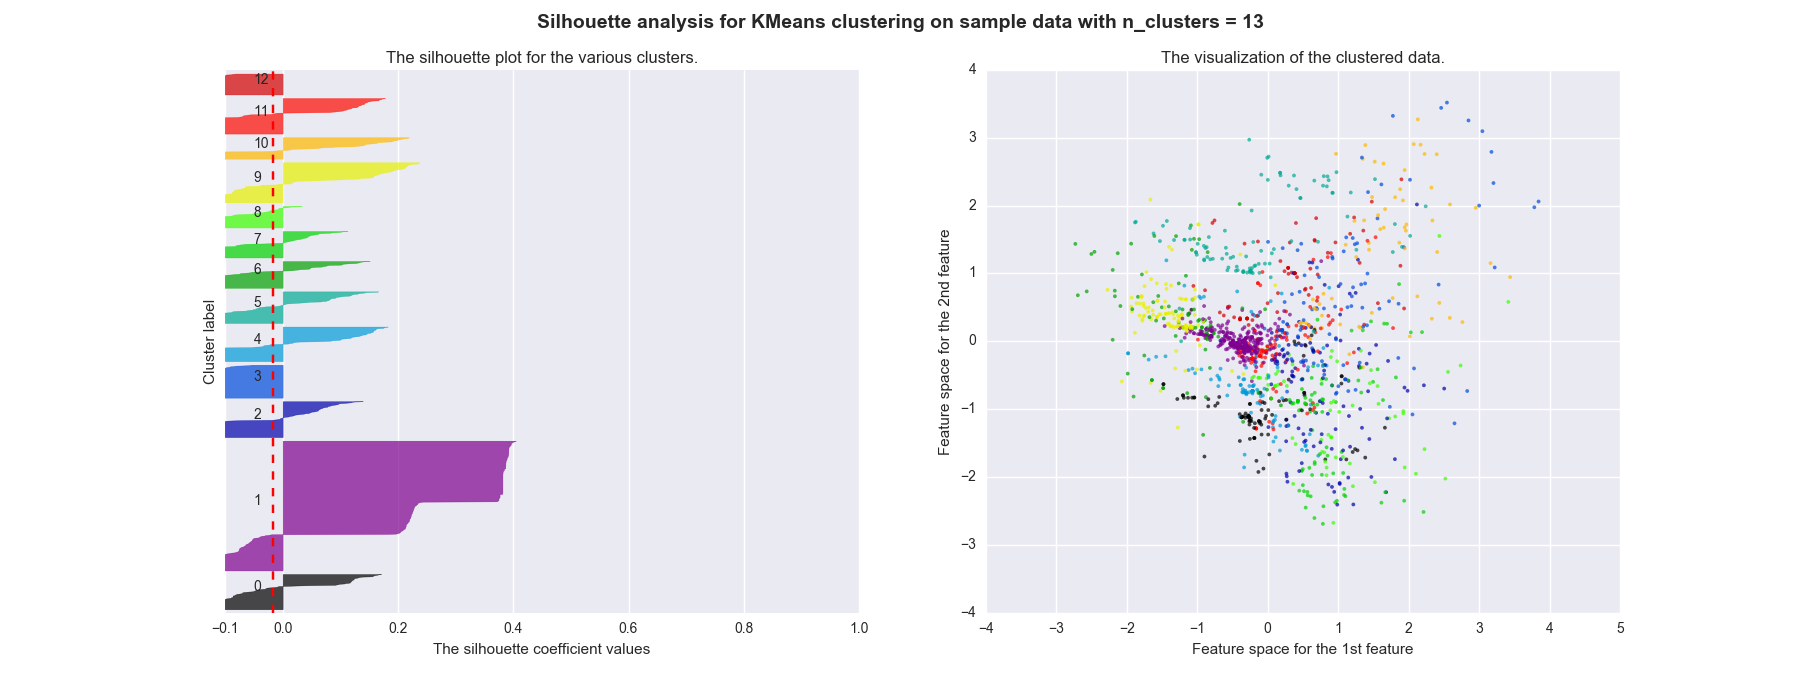 Silhouette analysis for KMeans clustering on sample data with n_clusters = 13
The silhouette plot for the various clusters.
12
11
10
9
8
7
6
5
4
3
2
1
0
Cluster label
−0.1 0.0 0.2 0.4 0.6 0.8 1.0
The silhouette coefficient values
The visualization of the clustered data.
4
3
2
1
0
−1
−2
−3
−4
Feature space for the 2nd feature
−4 −3 −2 −1 0 1 2 3 4 5
Feature space for the 1st feature